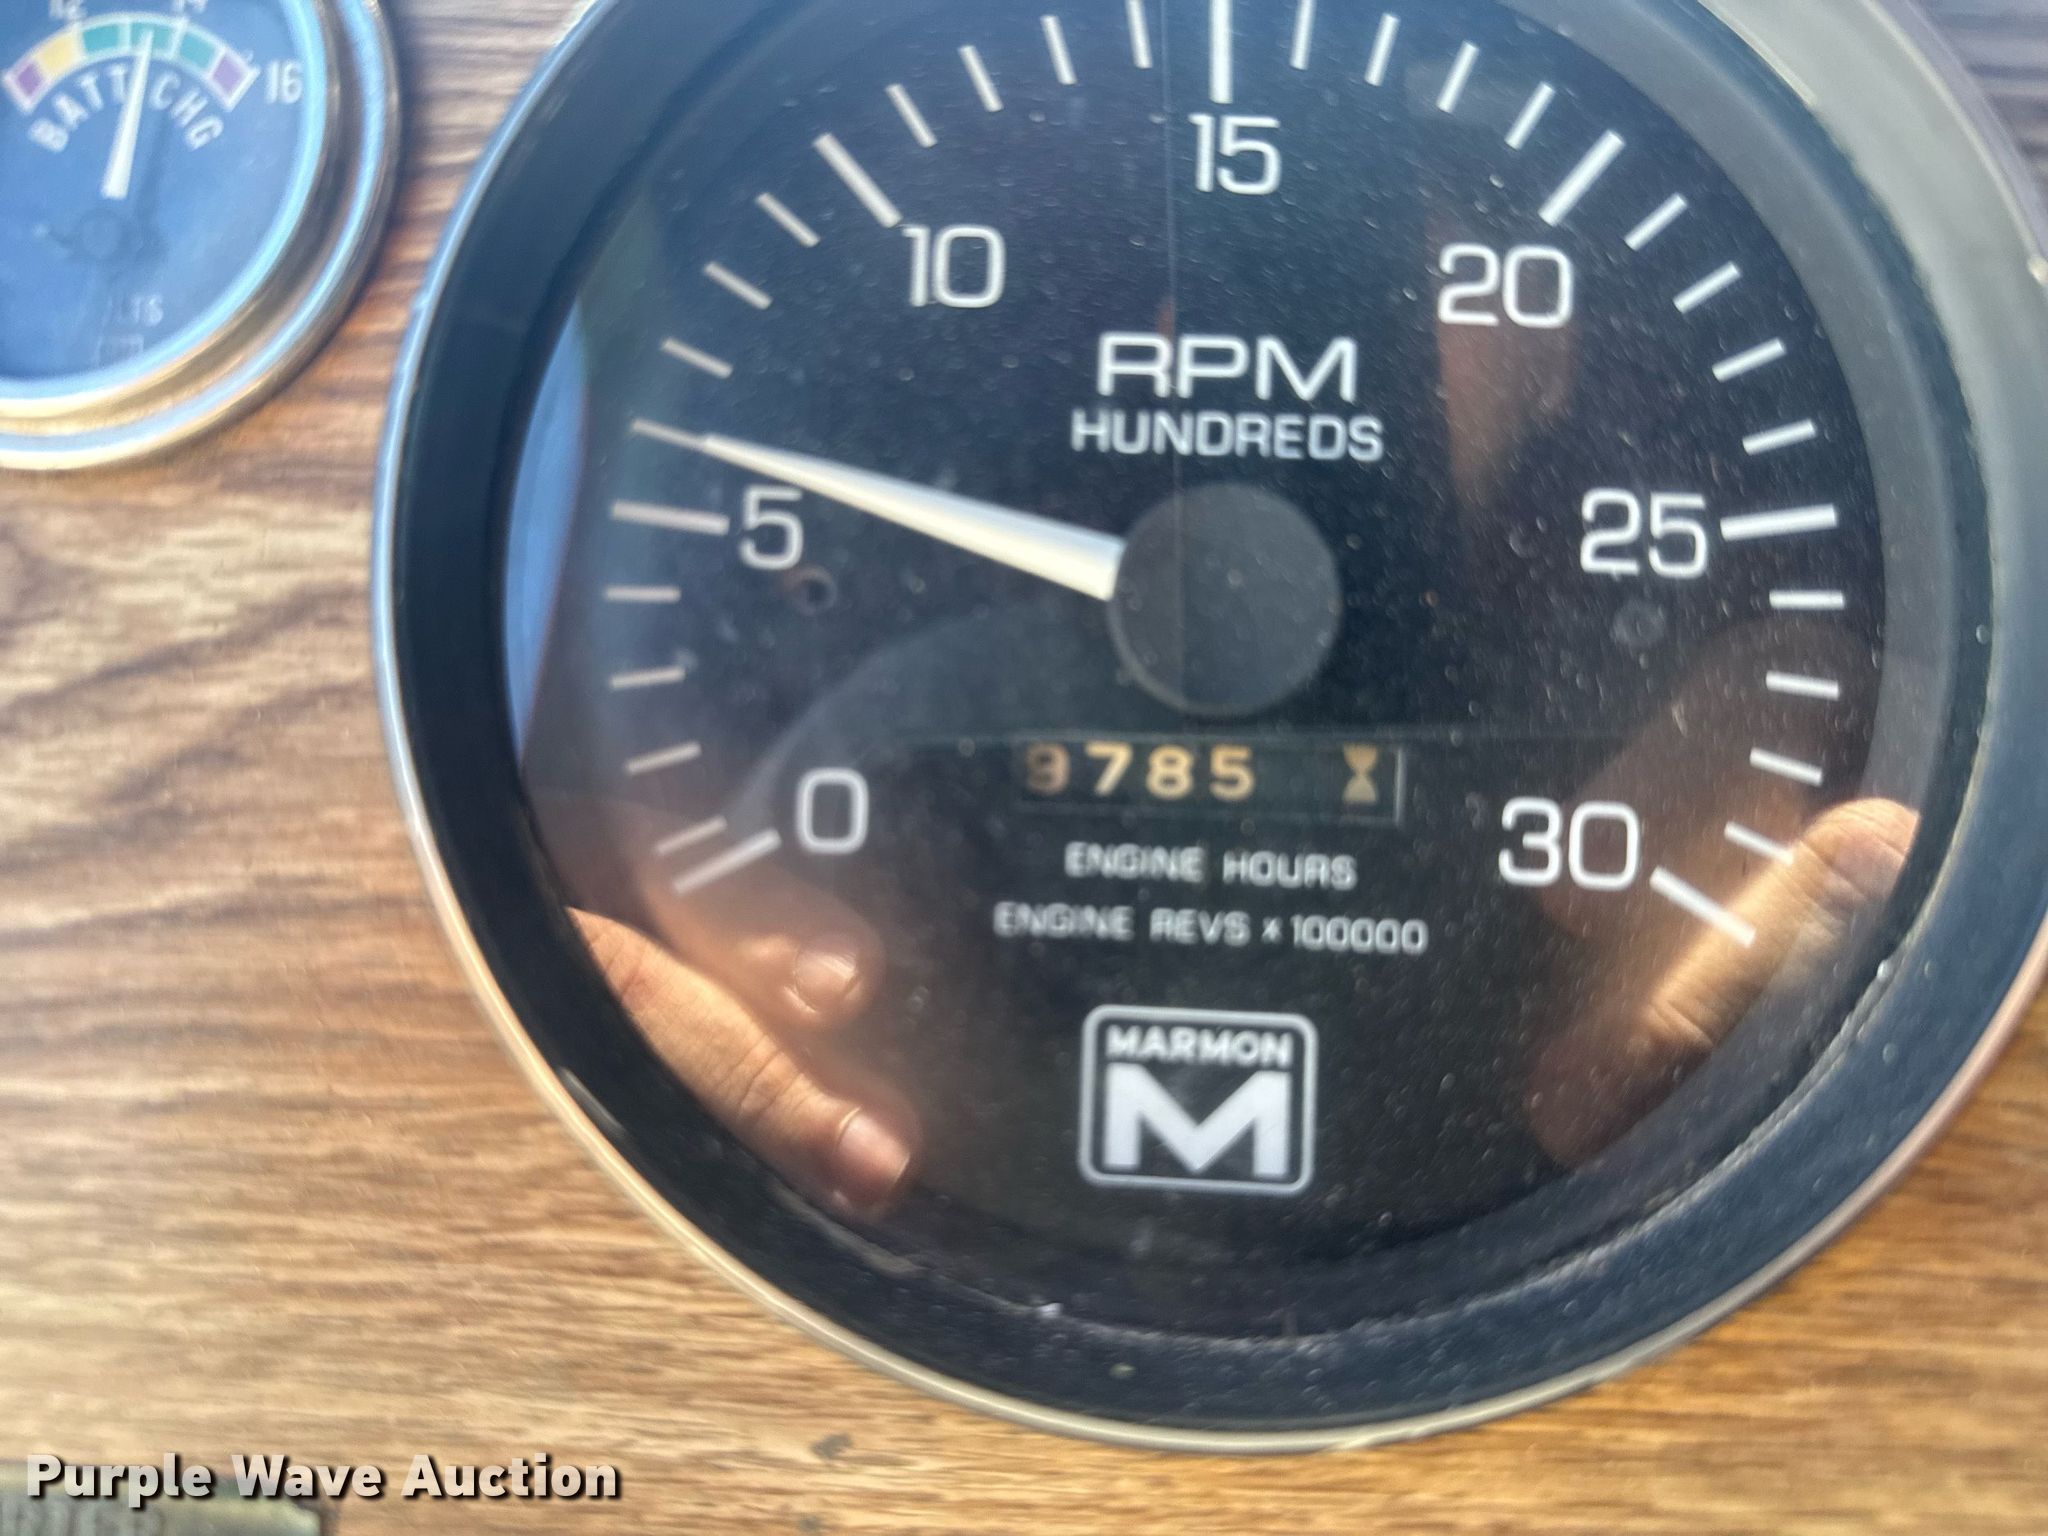 16
BATT CHG
15
10
20
RPM
HUNDREDS
5
25
9785
0
30
ENGINE HOURS
ENGINE REVS x 100000
MARMON
M
Purple Wave Auction